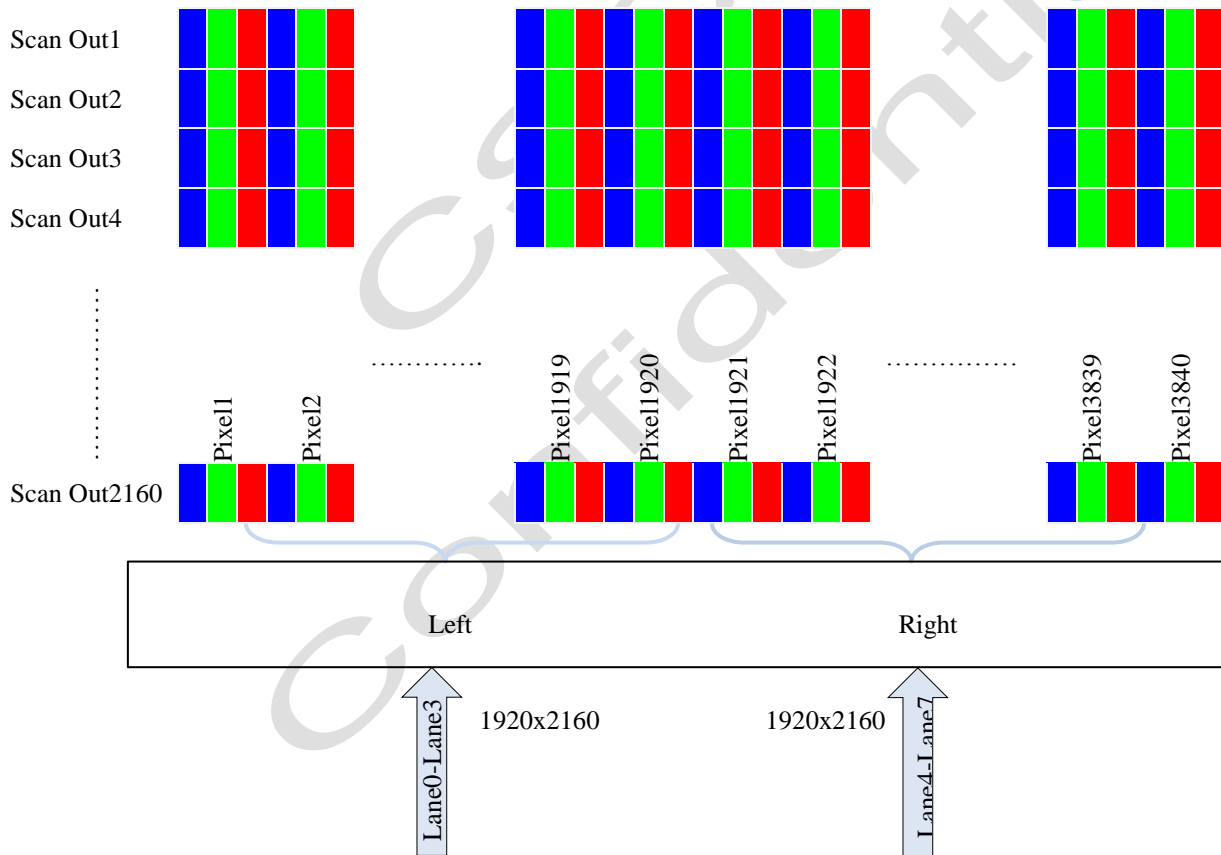 Scan Out1
Scan Out2
Scan Out3
Scan Out4
Pixel1
Pixel2
Pixel1919
Pixel1920
Pixel1921
Pixel1922
Pixel3839
Pixel3840
Scan Out2160
Left
Right
Lane0-Lane3
1920x2160
1920x2160
Lane4-Lane7